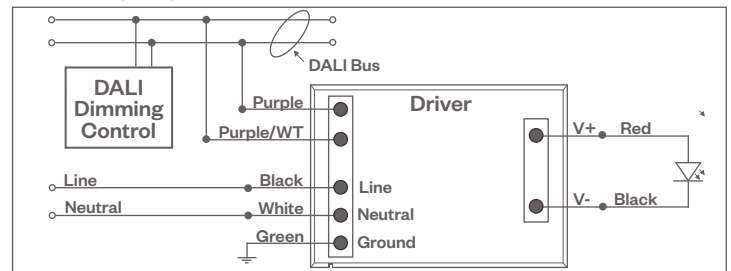 DALI Bus
DALI
Dimming
Control
Driver
Purple
Purple/WT
V+ Red
Line Black Line
V- Black
Neutral White Neutral
Green Ground